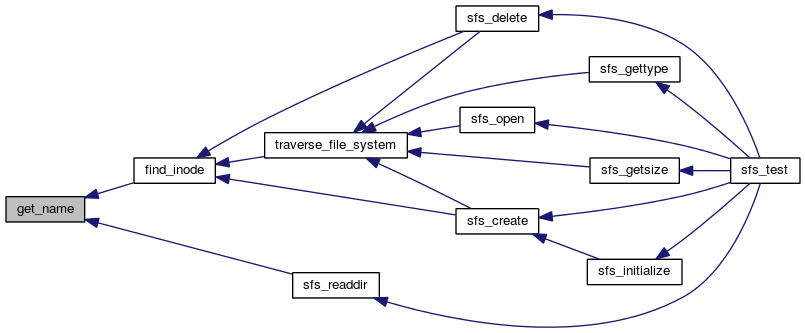 sfs_delete
sfs_gettype
sfs_open
traverse_file_system
find_inode
sfs_getsize
sfs_test
get_name
sfs_create
sfs_initialize
sfs_readdir